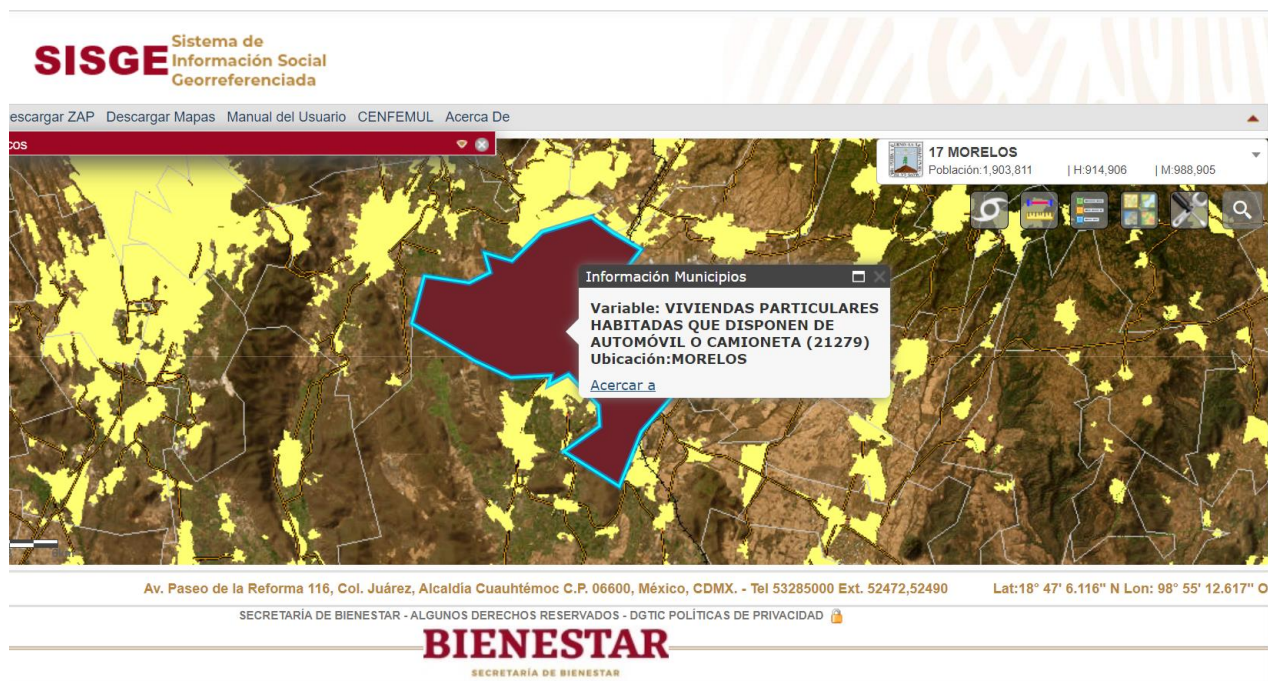 SISGE
Sistema de
Información Social
Georreferenciada
escargar ZAP Descargar Mapas Manual del Usuario CENFEMUL Acerca De
cos
17 MORELOS
Población:1,903,811 | H:914,906 | M:988,905
Información Municipios
Variable: VIVIENDAS PARTICULARES
HABITADAS QUE DISPONEN DE
AUTOMÓVIL O CAMIONETA (21279)
Ubicación:MORELOS
Acercar a
Av. Paseo de la Reforma 116, Col. Juárez, Alcaldía Cuauhtémoc C.P. 06600, México, CDMX. - Tel 53285000 Ext. 52472,52490 Lat:18° 47' 6.116" N Lon: 98° 55' 12.617" O
SECRETARÍA DE BIENESTAR - ALGUNOS DERECHOS RESERVADOS - DGTIC POLÍTICAS DE PRIVACIDAD
BIENESTAR
SECRETARÍA DE BIENESTAR